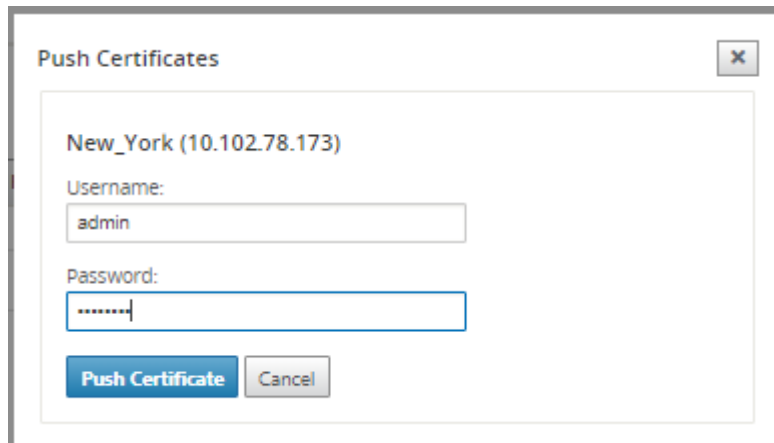 Push Certificates
New_York (10.102.78.173)
Username:
admin
Password:
••••••••
Push Certificate
Cancel